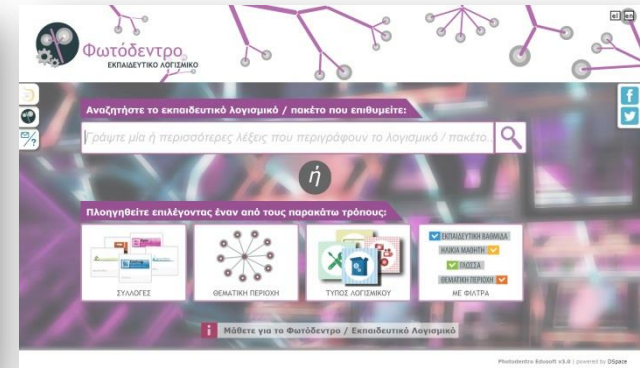 el en
Φωτόδεντρο
ΕΚΠΑΙΔΕΥΤΙΚΟ ΛΟΓΙΣΜΙΚΟ
Αναζητήστε το εκπαιδευτικό λογισμικό / πακέτο που επιθυμείτε:
Γράψτε μία ή περισσότερες λέξεις που περιγράφουν το λογισμικό / πακέτο...
ή
Πλοηγηθείτε επιλέγοντας έναν από τους παρακάτω τρόπους:
ΕΚΠΑΙΔΕΥΤΙΚΗ ΒΑΘΜΙΔΑ
ΗΛΙΚΙΑ ΜΑΘΗΤΗ
ΓΛΩΣΣΑ
ΘΕΜΑΤΙΚΗ ΠΕΡΙΟΧΗ
ΣΥΛΛΟΓΕΣ ΘΕΜΑΤΙΚΗ ΠΕΡΙΟΧΗ ΤΥΠΟΣ ΛΟΓΙΣΜΙΚΟΥ ΜΕ ΦΙΛΤΡΑ
i Μάθετε για το Φωτόδεντρο / Εκπαιδευτικό Λογισμικό
Photodentro Edusoft v3.0 | powered by DSpace